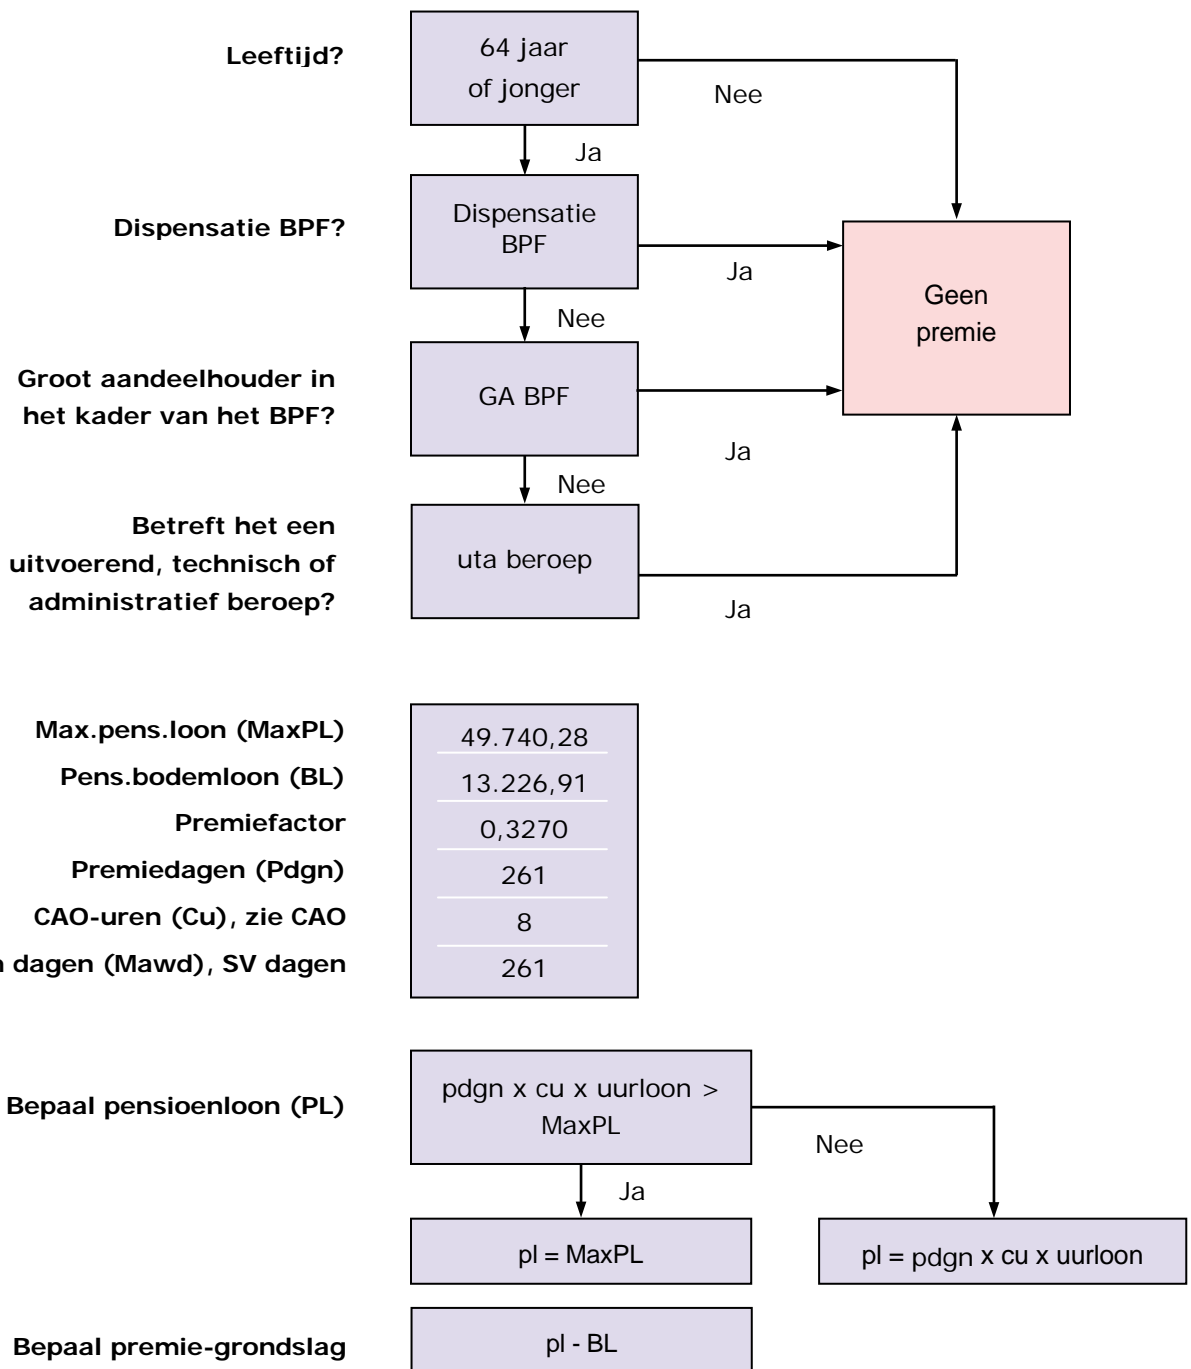 Leeftijd?
64 jaar
of jonger
Nee
Ja
Dispensatie BPF?
Dispensatie
BPF
Ja
Geen
premie
Nee
Groot aandeelhouder in
het kader van het BPF?
GA BPF
Ja
Nee
Betreft het een
uitvoerend, technisch of
administratief beroep?
uta beroep
Ja
Max.pens.loon (MaxPL)
49.740,28
Pens.bodemloon (BL)
13.226,91
Premiefactor
0,3270
Premiedagen (Pdgn)
261
CAO-uren (Cu), zie CAO
8
dagen (Mawd), SV dagen
261
Bepaal pensioenloon (PL)
pdgn x cu x uurloon >
MaxPL
Nee
Ja
pl = MaxPL
pl = pdgn x cu x uurloon
Bepaal premie-grondslag
pl - BL